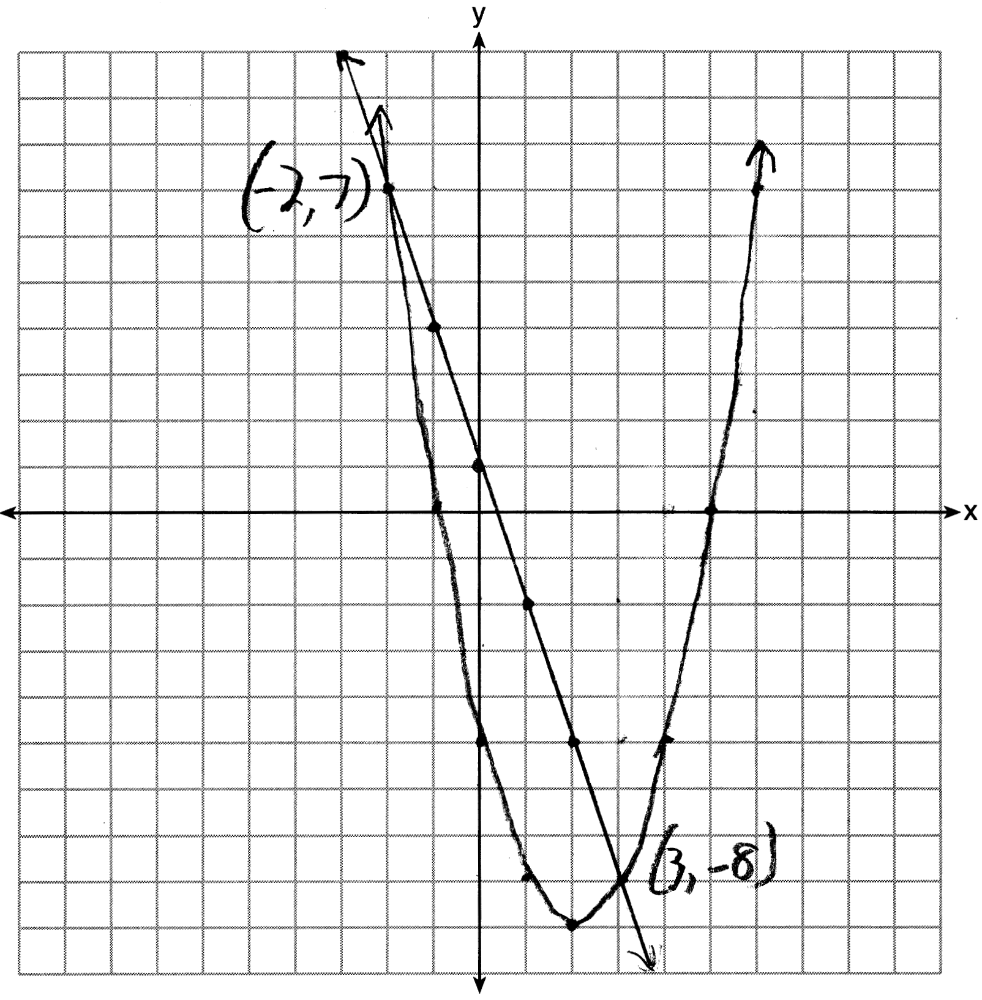 y
(-2,7)
x
(3,-8)